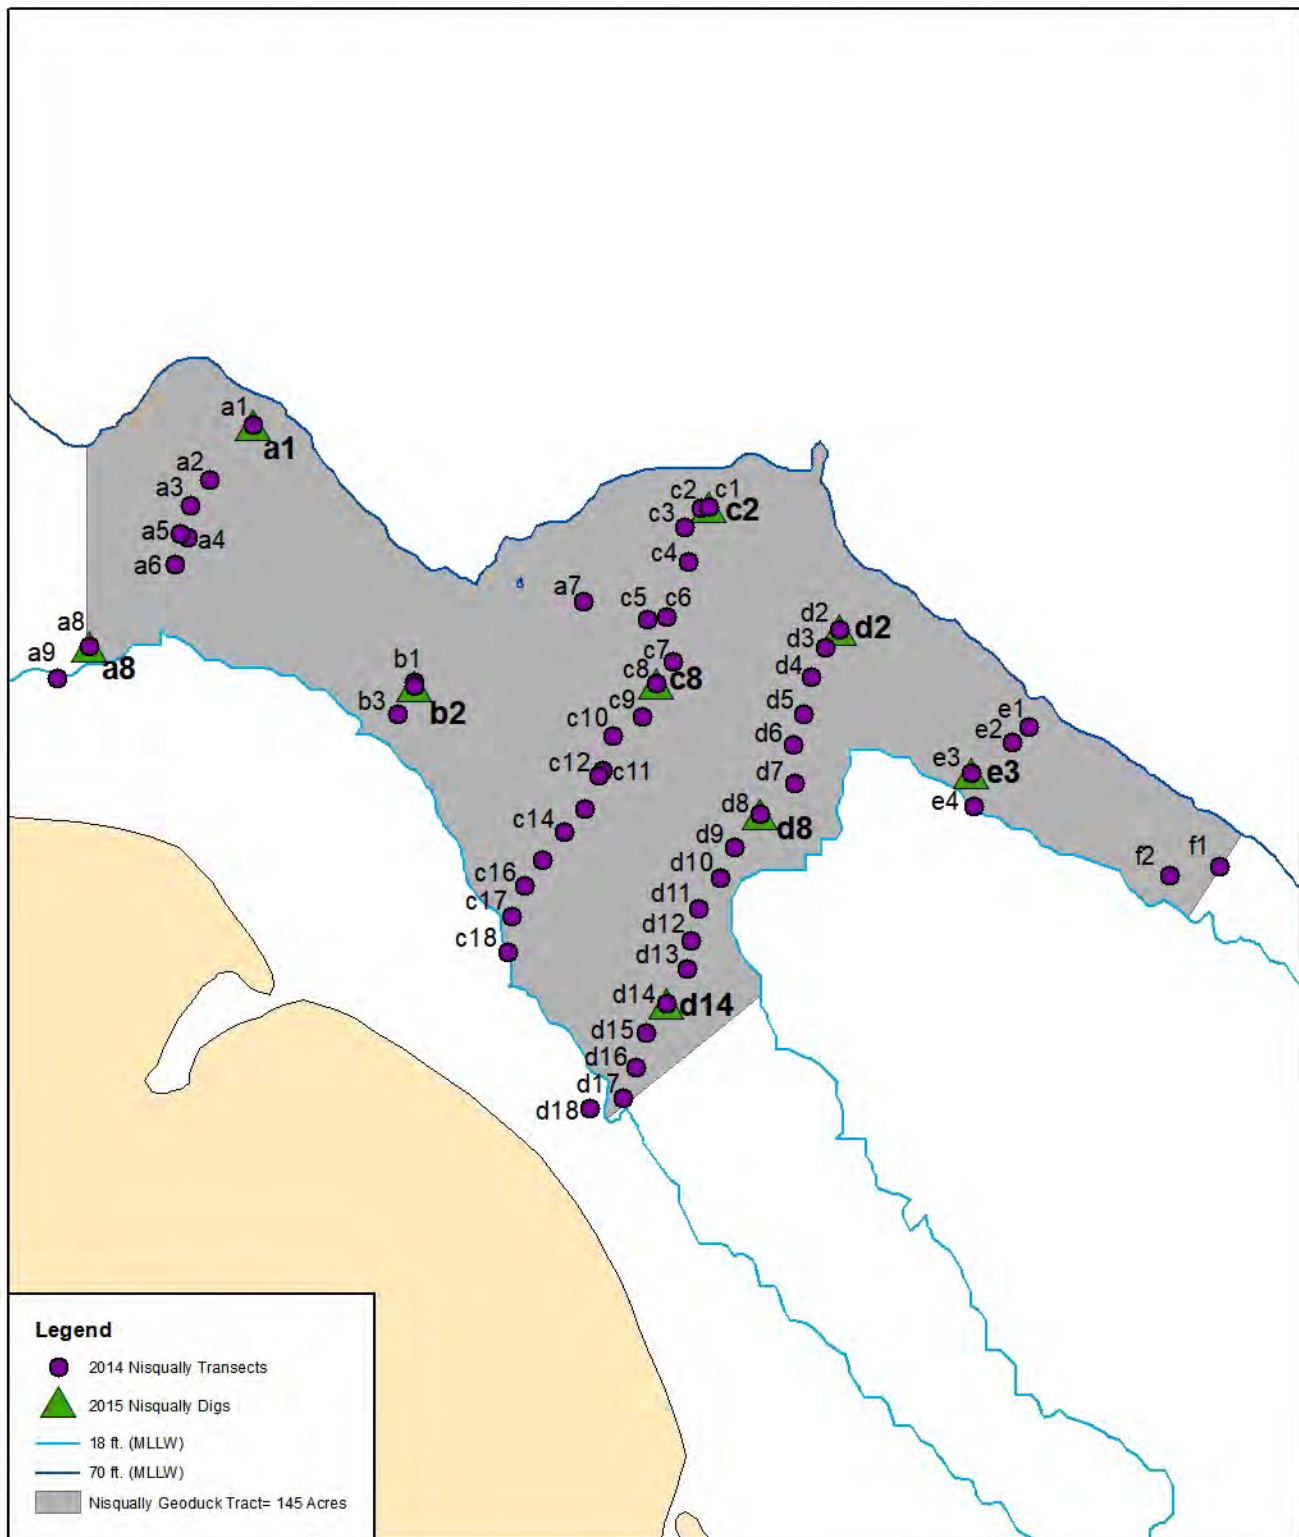 a1
a1
a2
a3
a5
a4
a6
a7
a8
a8
a9
b1
b2
b3
c2
c1
c2
c3
c4
c5
c6
c7
c8
c8
c9
c10
c12
c11
c14
c16
c17
c18
d2
d2
d3
d4
d5
d6
d7
d8
d8
d9
d10
d11
d12
d13
d14
d14
d15
d16
d17
d18
e1
e2
e3
e3
e4
f2
f1
Legend
2014 Nisqually Transects
2015 Nisqually Digs
18 ft. (MLLW)
70 ft. (MLLW)
Nisqually Geoduck Tract= 145 Acres